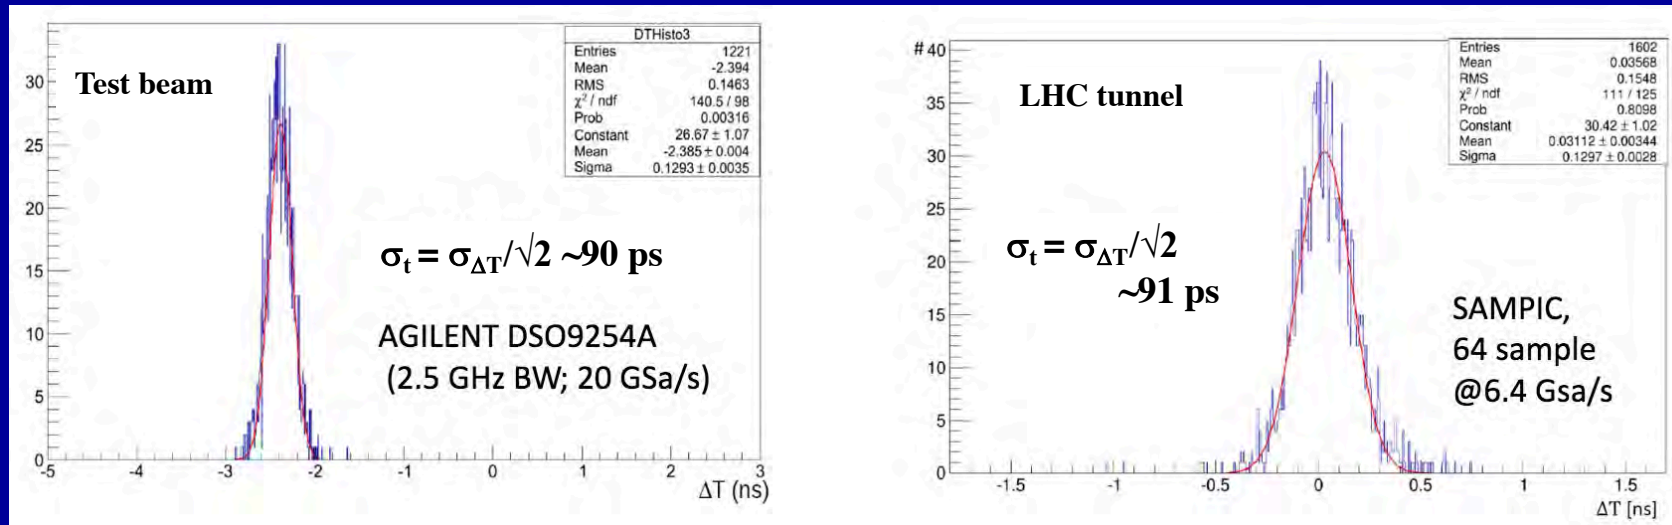 DTHisto3
Entries 1221
Mean -2.394
RMS 0.1463
χ² / ndf 140.5 / 98
Prob 0.00316
Constant 26.67 ± 1.07
Mean -2.385 ± 0.004
Sigma 0.1293 ± 0.0035
Test beam
σt = σΔT/√2 ~90 ps
AGILENT DSO9254A
(2.5 GHz BW; 20 GSa/s)
30
25
20
15
10
5
0
-5 -4 -3 -2 -1 0 1 2 3
ΔT (ns)
Entries 1602
Mean 0.03568
RMS 0.1548
χ² / ndf 111 / 125
Prob 0.8098
Constant 30.42 ± 1.02
Mean 0.03112 ± 0.00344
Sigma 0.1297 ± 0.0028
LHC tunnel
σt = σΔT/√2
~91 ps
SAMPIC,
64 sample
@6.4 Gsa/s
# 40
35
30
25
20
15
10
5
0
-1.5 -1 -0.5 0 0.5 1 1.5
ΔT [ns]